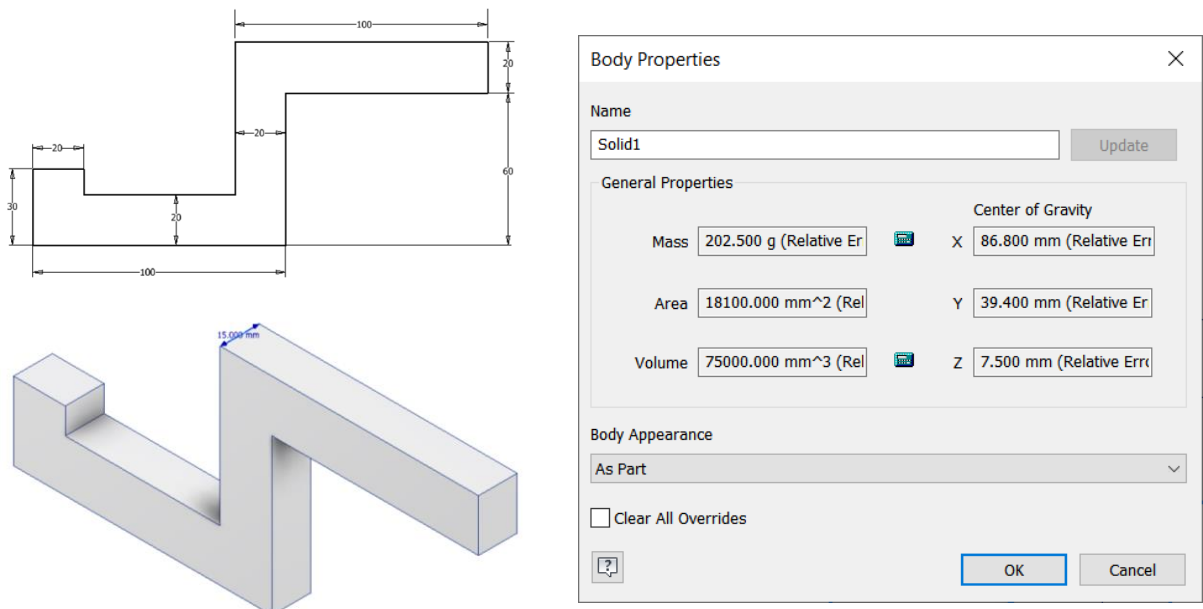 100
20
20
60
20
30
20
100
15.000 mm
Body Properties
Name
Solid1
Update
General Properties
Center of Gravity
Mass 202.500 g (Relative Er X 86.800 mm (Relative Err
Area 18100.000 mm^2 (Rel Y 39.400 mm (Relative Er
Volume 75000.000 mm^3 (Rel Z 7.500 mm (Relative Erro
Body Appearance
As Part
Clear All Overrides
?
OK Cancel